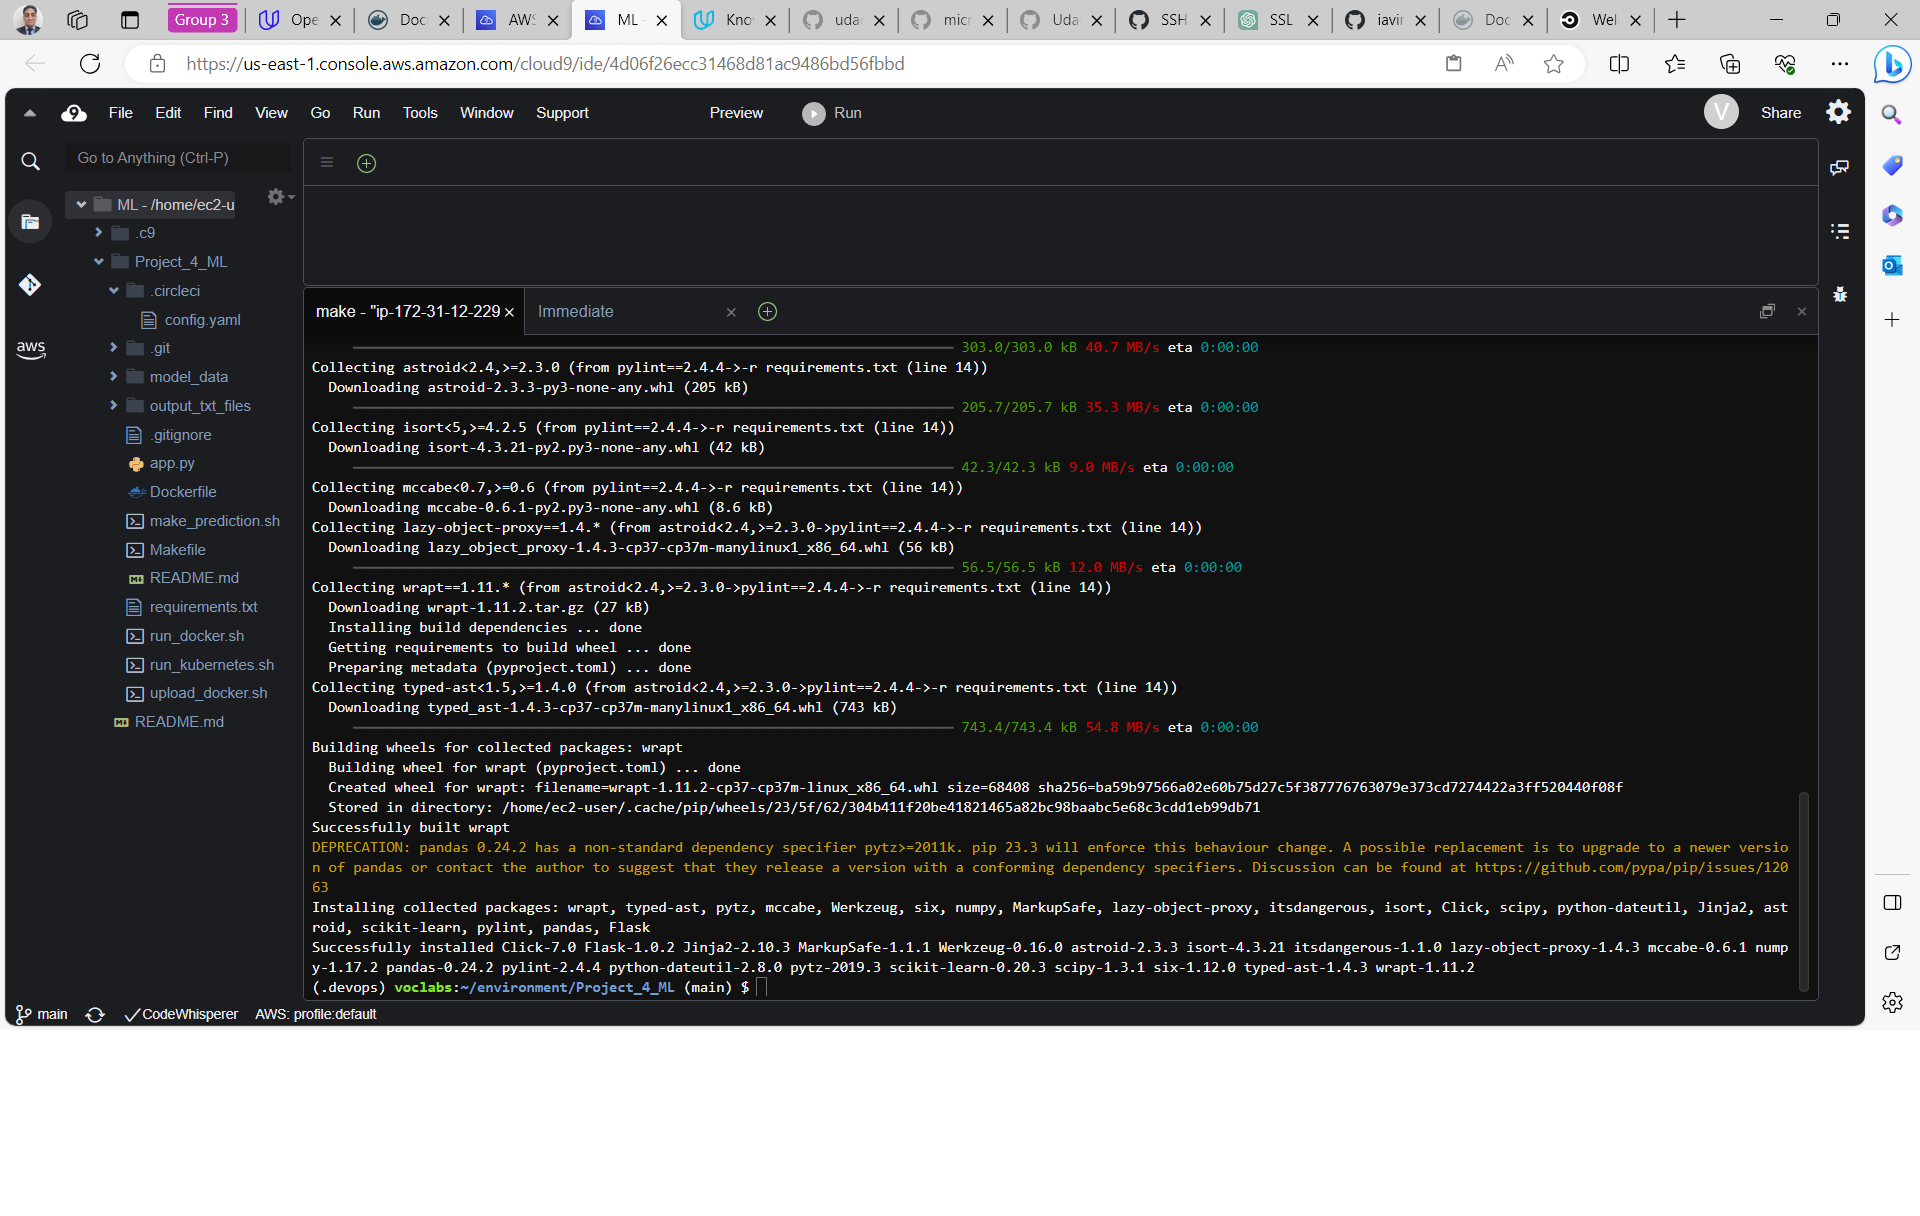 Group 3
Ope
Doc
AWS
ML -
Kno
uda
micr
Uda
SSH
SSL
iavir
Doc
Wel
https://us-east-1.console.aws.amazon.com/cloud9/ide/4d06f26ecc31468d81ac9486bd56fbbd
File Edit Find View Go Run Tools Window Support Preview Run V Share
Go to Anything (Ctrl-P)
ML - /home/ec2-u
.c9
Project_4_ML
.circleci
config.yaml
.git
model_data
output_txt_files
.gitignore
app.py
Dockerfile
make_prediction.sh
Makefile
README.md
requirements.txt
run_docker.sh
run_kubernetes.sh
upload_docker.sh
README.md
aws
make - "ip-172-31-12-229 Immediate
303.0/303.0 kB 40.7 MB/s eta 0:00:00
Collecting astroid<2.4,>=2.3.0 (from pylint==2.4.4->-r requirements.txt (line 14))
Downloading astroid-2.3.3-py3-none-any.whl (205 kB)
205.7/205.7 kB 35.3 MB/s eta 0:00:00
Collecting isort<5,>=4.2.5 (from pylint==2.4.4->-r requirements.txt (line 14))
Downloading isort-4.3.21-py2.py3-none-any.whl (42 kB)
42.3/42.3 kB 9.0 MB/s eta 0:00:00
Collecting mccabe<0.7,>=0.6 (from pylint==2.4.4->-r requirements.txt (line 14))
Downloading mccabe-0.6.1-py2.py3-none-any.whl (8.6 kB)
Collecting lazy-object-proxy==1.4.* (from astroid<2.4,>=2.3.0->pylint==2.4.4->-r requirements.txt (line 14))
Downloading lazy_object_proxy-1.4.3-cp37-cp37m-manylinux1_x86_64.whl (56 kB)
56.5/56.5 kB 12.0 MB/s eta 0:00:00
Collecting wrapt==1.11.* (from astroid<2.4,>=2.3.0->pylint==2.4.4->-r requirements.txt (line 14))
Downloading wrapt-1.11.2.tar.gz (27 kB)
Installing build dependencies ... done
Getting requirements to build wheel ... done
Preparing metadata (pyproject.toml) ... done
Collecting typed-ast<1.5,>=1.4.0 (from astroid<2.4,>=2.3.0->pylint==2.4.4->-r requirements.txt (line 14))
Downloading typed_ast-1.4.3-cp37-cp37m-manylinux1_x86_64.whl (743 kB)
743.4/743.4 kB 54.8 MB/s eta 0:00:00
Building wheels for collected packages: wrapt
Building wheel for wrapt (pyproject.toml) ... done
Created wheel for wrapt: filename=wrapt-1.11.2-cp37-cp37m-linux_x86_64.whl size=68408 sha256=ba59b97566a02e60b75d27c5f387776763079e373cd7274422a3ff520440f08f
Stored in directory: /home/ec2-user/.cache/pip/wheels/23/5f/62/304b411f20be41821465a82bc98baabc5e68c3cdd1eb99db71
Successfully built wrapt
DEPRECATION: pandas 0.24.2 has a non-standard dependency specifier pytz>=2011k. pip 23.3 will enforce this behaviour change. A possible replacement is to upgrade to a newer versio
n of pandas or contact the author to suggest that they release a version with a conforming dependency specifiers. Discussion can be found at https://github.com/pypa/pip/issues/120
63
Installing collected packages: wrapt, typed-ast, pytz, mccabe, Werkzeug, six, numpy, MarkupSafe, lazy-object-proxy, itsdangerous, isort, Click, scipy, python-dateutil, Jinja2, ast
roid, scikit-learn, pylint, pandas, Flask
Successfully installed Click-7.0 Flask-1.0.2 Jinja2-2.10.3 MarkupSafe-1.1.1 Werkzeug-0.16.0 astroid-2.3.3 isort-4.3.21 itsdangerous-1.1.0 lazy-object-proxy-1.4.3 mccabe-0.6.1 nump
y-1.17.2 pandas-0.24.2 pylint-2.4.4 python-dateutil-2.8.0 pytz-2019.3 scikit-learn-0.20.3 scipy-1.3.1 six-1.12.0 typed-ast-1.4.3 wrapt-1.11.2
(.devops) voclabs:~/environment/Project_4_ML (main) $
main CodeWhisperer AWS: profile:default